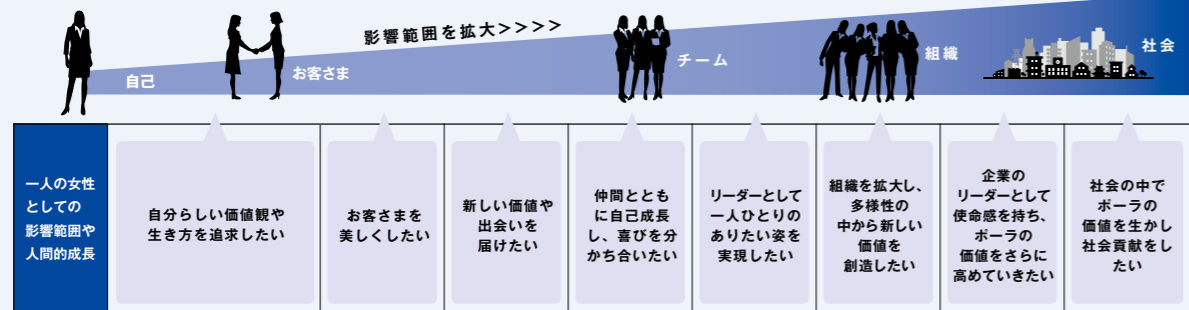 影響範囲を拡大>>>>
自己
お客さま
チーム
組織
社会
一人の女性
としての
影響範囲や
人間的成長
自分らしい価値観や
生き方を追求したい
お客さまを
美しくしたい
新しい価値や
出会いを
届けたい
仲間ととも
に自己成長
し、喜びを分
かち合いたい
リーダーとして
一人ひとりの
ありたい姿を
実現したい
組織を拡大し、
多様性の
中から新しい
価値を
創造したい
企業の
リーダーとして
使命感を持ち、
ポーラの
価値をさらに
高めていきたい
社会の中で
ポーラの
価値を生かし
社会貢献をし
たい